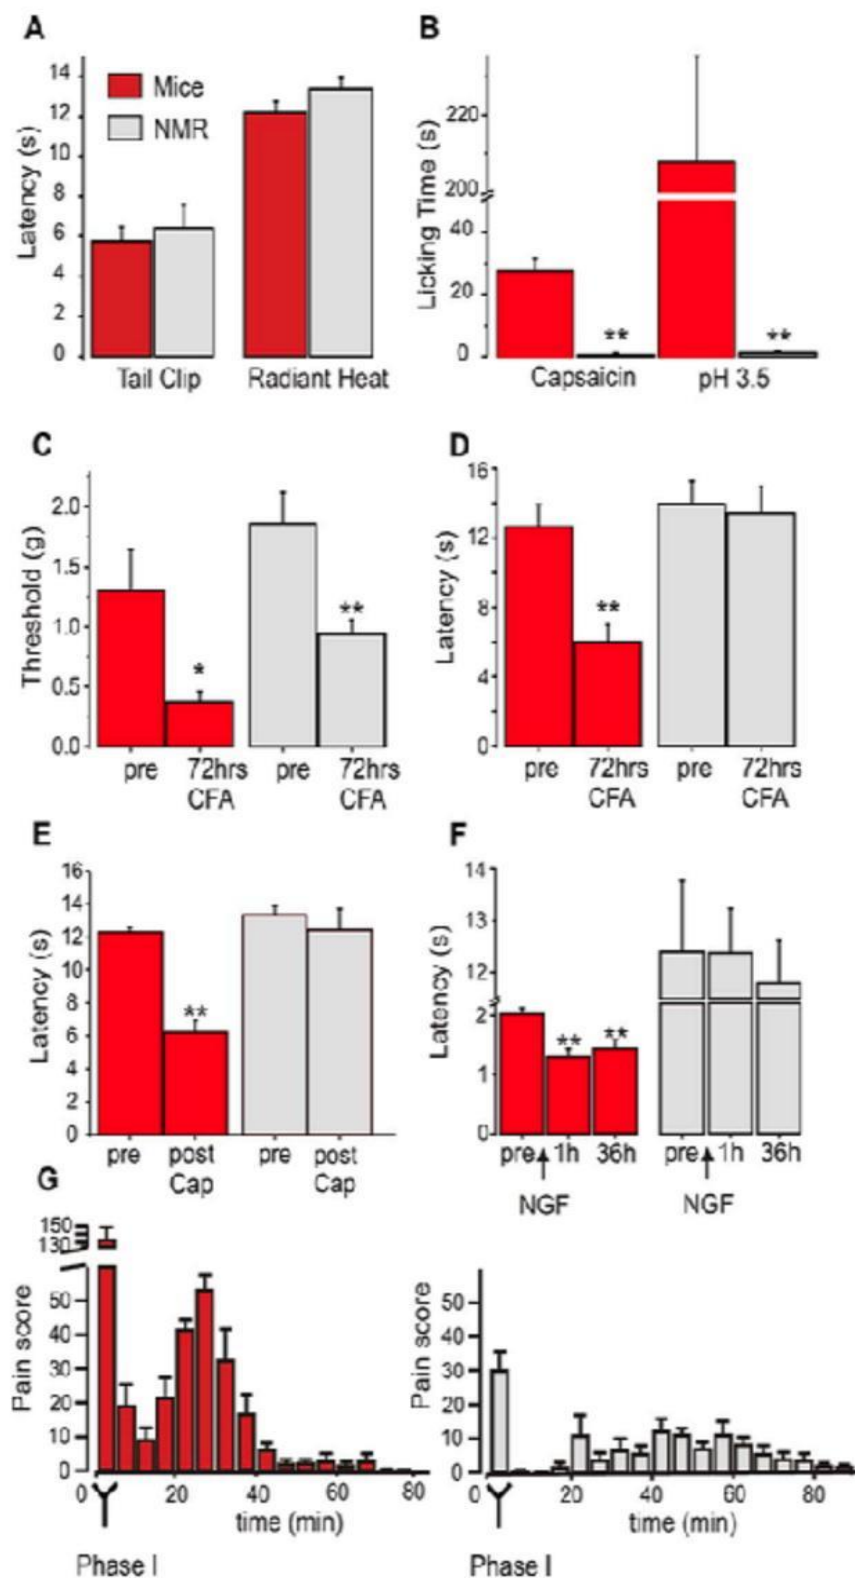 A
Latency (s)
14
12
10
8
6
4
2
0
Mice
NMR
Tail Clip
Radiant Heat
B
Licking Time (s)
220
200
40
20
0
**
**
Capsaicin
pH 3.5
C
Threshold (g)
2.0
1.5
1.0
0.5
0.0
*
**
pre
72hrs
CFA
pre
72hrs
CFA
D
Latency (s)
16
12
8
4
0
**
pre
72hrs
CFA
pre
72hrs
CFA
E
Latency (s)
16
14
12
10
8
6
4
2
0
**
pre
post
Cap
pre
post
Cap
F
Latency (s)
14
13
12
2
1
0
**
**
pre 1h 36h
NGF
pre 1h 36h
NGF
G
Pain score
150
130
50
40
30
20
10
0
0 20 40 60 80
time (min)
Phase I
Pain score
50
40
30
20
10
0
0 20 40 60 80
time (min)
Phase I